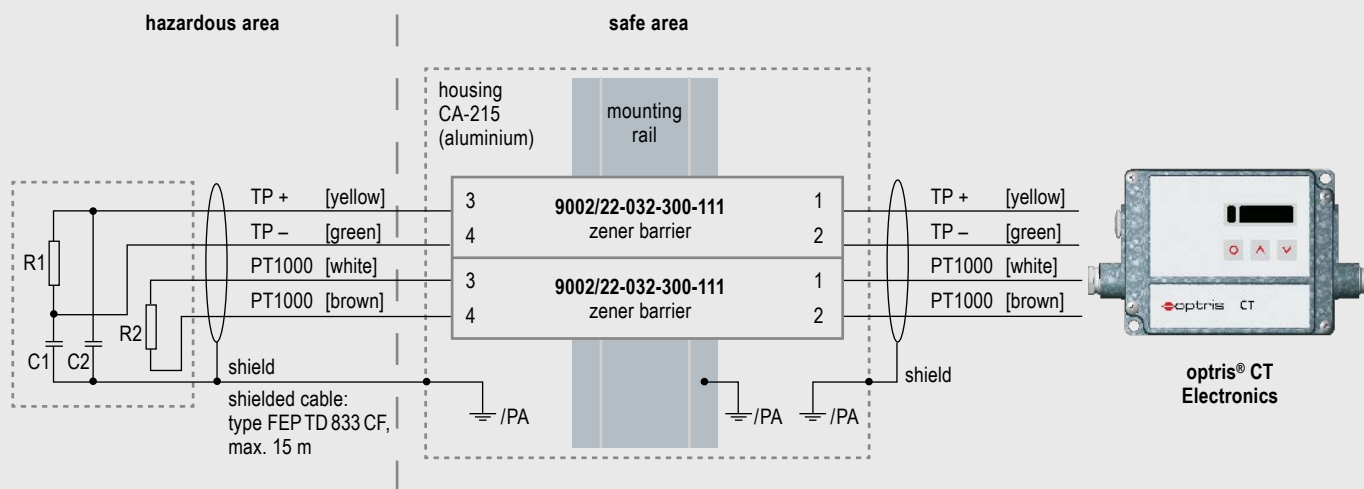 hazardous area
safe area
housing
CA-215
(aluminium)
mounting
rail
TP + [yellow]
TP – [green]
PT1000 [white]
PT1000 [brown]
R1
R2
C1
C2
3
4
9002/22-032-300-111
zener barrier
1
2
3
4
9002/22-032-300-111
zener barrier
1
2
TP + [yellow]
TP – [green]
PT1000 [white]
PT1000 [brown]
shield
shielded cable:
type FEP TD 833 CF,
max. 15 m
/PA
/PA
/PA
shield
optris CT
optris® CT
Electronics